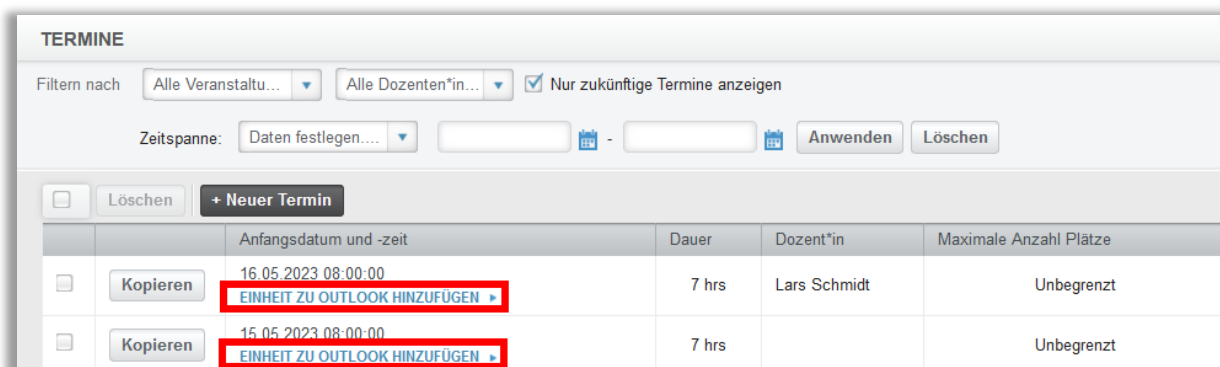 TERMINE
Filtern nach Alle Veranstaltu... Alle Dozenten*in... Nur zukünftige Termine anzeigen
Zeitspanne: Daten festlegen.... - Anwenden Löschen
Löschen + Neuer Termin
Anfangsdatum und -zeit Dauer Dozent*in Maximale Anzahl Plätze
16.05.2023 08:00:00
Kopieren 7 hrs Lars Schmidt Unbegrenzt
EINHEIT ZU OUTLOOK HINZUFÜGEN
15.05.2023 08:00:00
Kopieren 7 hrs Unbegrenzt
EINHEIT ZU OUTLOOK HINZUFÜGEN